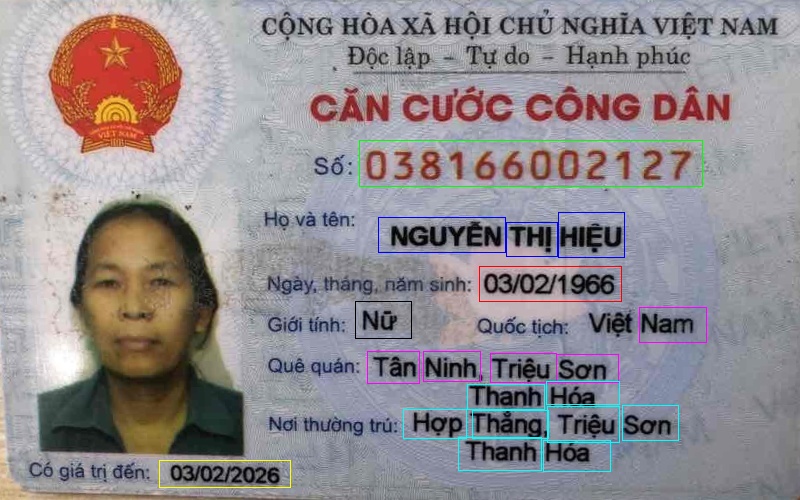 CỘNG HÒA XÃ HỘI CHỦ NGHĨA VIỆT NAM
Độc lập – Tự do – Hạnh phúc
CĂN CƯỚC CÔNG DÂN
VIỆT NAM
Số: 038166002127
Họ và tên: NGUYỄN THỊ HIỆU
Ngày, tháng, năm sinh: 03/02/1966
Giới tính: Nữ Quốc tịch: Việt Nam
Quê quán: Tân Ninh, Triệu Sơn
Thanh Hóa
Nơi thường trú: Hợp Thắng, Triệu Sơn
Thanh Hóa
Có giá trị đến: 03/02/2026